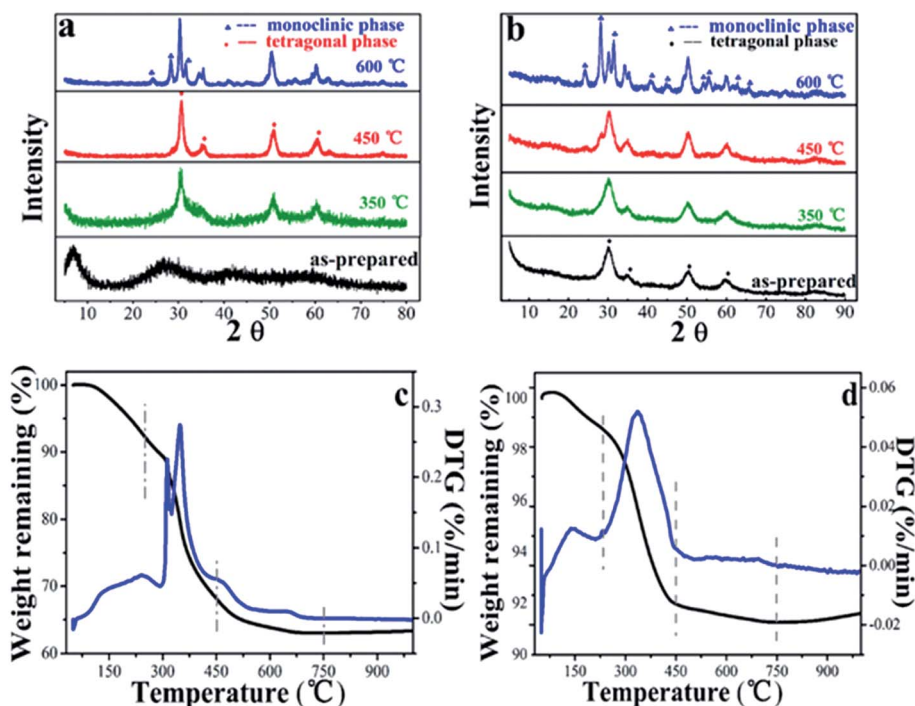 a
▲ --- monoclinic phase
• — tetragonal phase
600 ℃
450 ℃
350 ℃
as-prepared
Intensity
10 20 30 40 50 60 70 80
2 θ
b
▲ --- monoclinic phase
• — tetragonal phase
600 ℃
450 ℃
350 ℃
as-prepared
Intensity
10 20 30 40 50 60 70 80 90
2 θ
c
Weight remaining (%)
100
90
80
70
60
DTG (%/min)
0.3
0.2
0.1
0.0
150 300 450 600 750 900
Temperature (℃)
d
Weight remaining (%)
100
98
96
94
92
90
DTG (%/min)
0.06
0.04
0.02
0.00
-0.02
150 300 450 600 750 900
Temperature (℃)